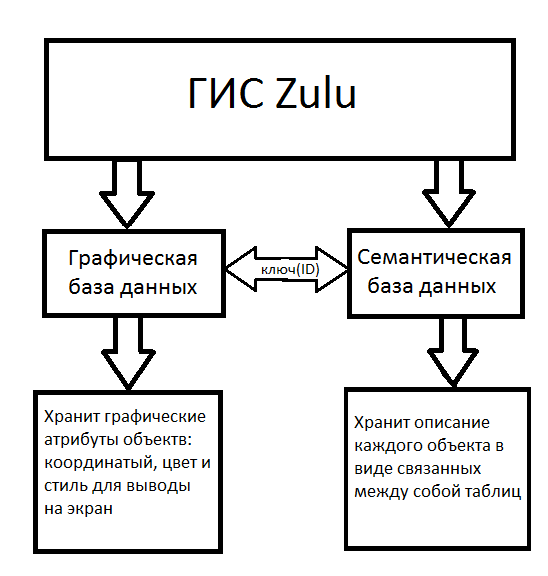 ГИС Zulu
Графическая
база данных
ключ(ID)
Семантическая
база данных
Хранит графические
атрибуты объектв:
координатый, цвет и
стиль для выводы
на экран
Хранит описание
каждого объекта в
виде связанных
между собой таблиц